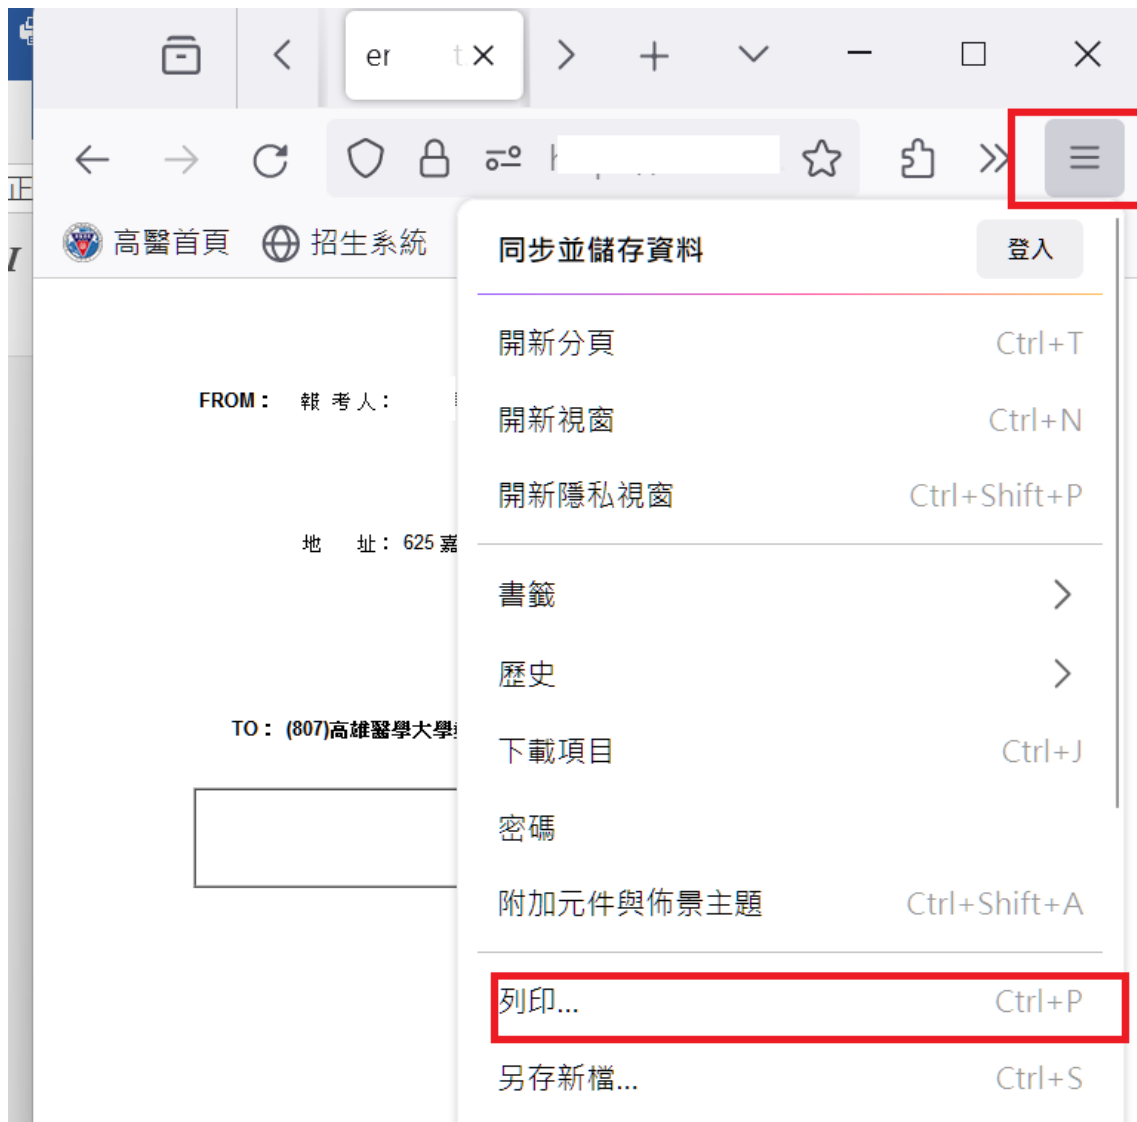 正
I
er
高醫首頁
招生系統
同步並儲存資料 登入
開新分頁 Ctrl+T
開新視窗 Ctrl+N
開新隱私視窗 Ctrl+Shift+P
書籤
歷史
下載項目 Ctrl+J
密碼
附加元件與佈景主題 Ctrl+Shift+A
列印... Ctrl+P
另存新檔... Ctrl+S
FROM： 報 考 人：
地 址： 625 嘉
TO： (807)高雄醫學大學